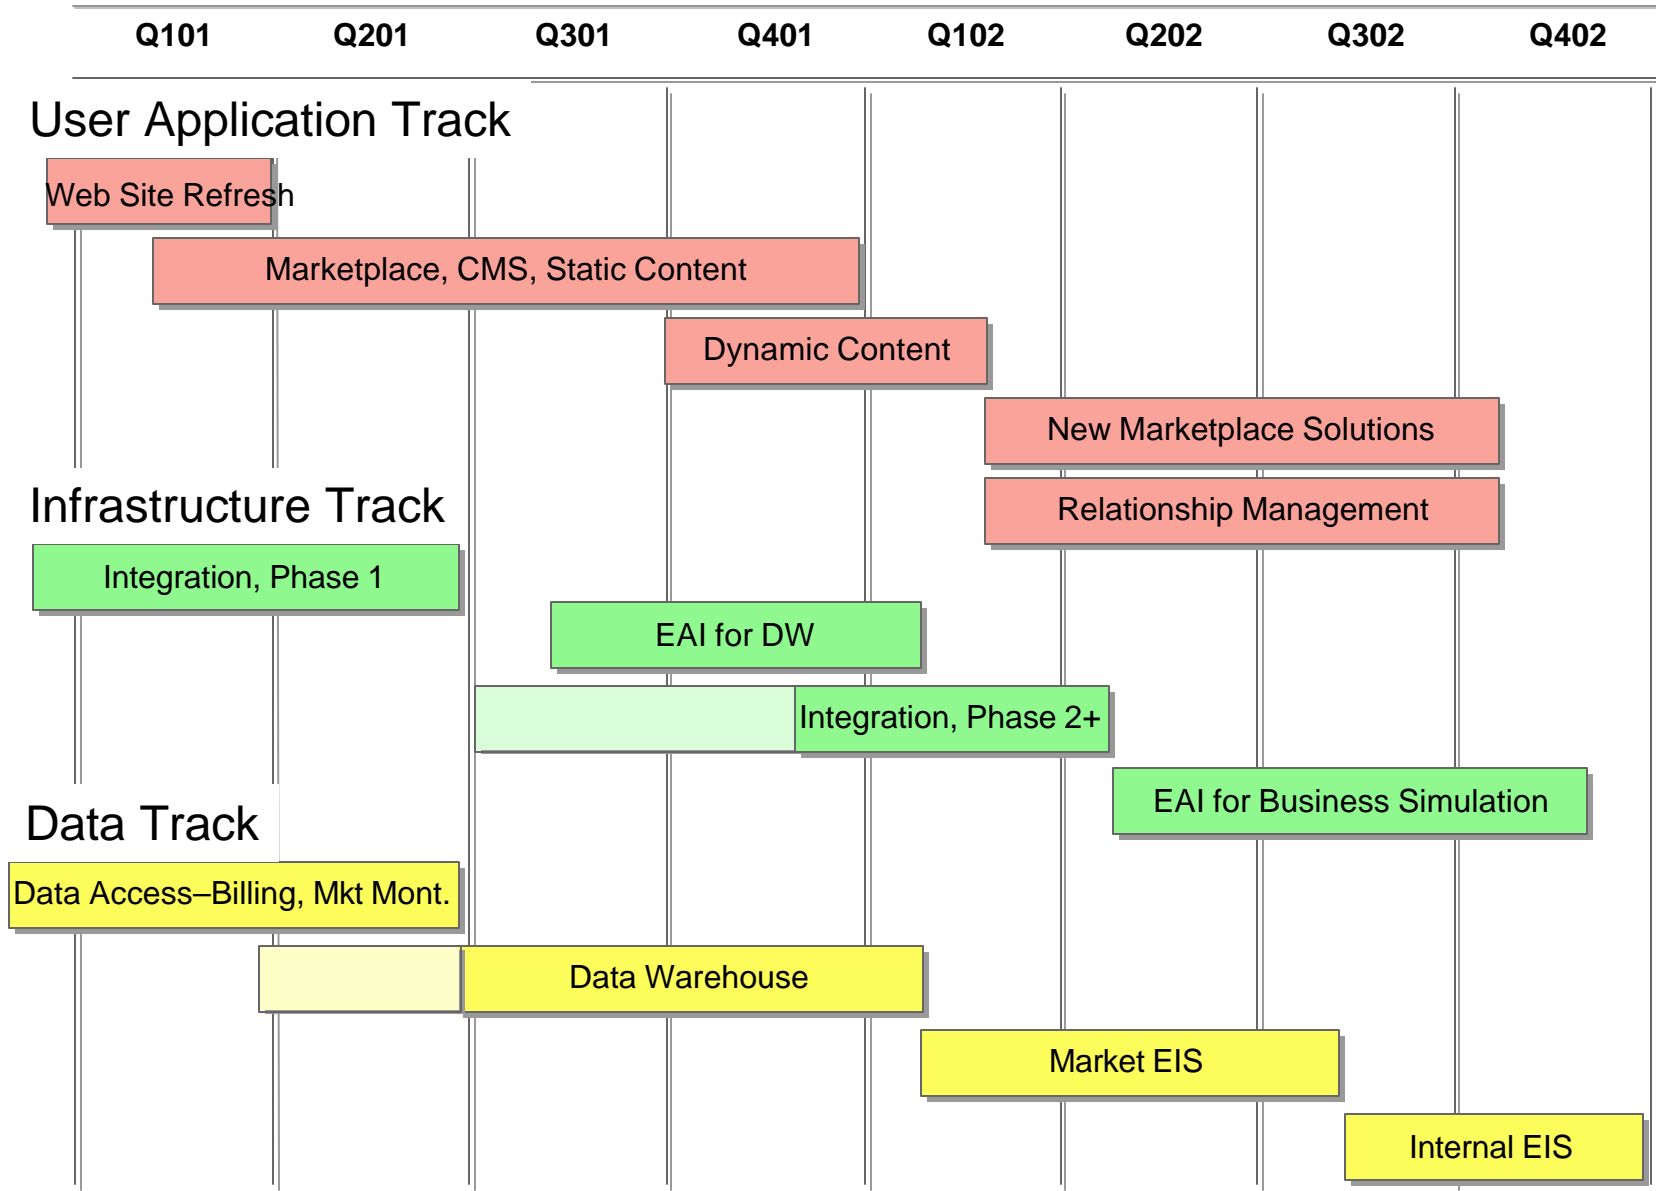 Q101 Q201 Q301 Q401 Q102 Q202 Q302 Q402
User Application Track
Web Site Refresh
Marketplace, CMS, Static Content
Dynamic Content
New Marketplace Solutions
Infrastructure Track
Relationship Management
Integration, Phase 1
EAI for DW
Integration, Phase 2+
EAI for Business Simulation
Data Track
Data Access–Billing, Mkt Mont.
Data Warehouse
Market EIS
Internal EIS